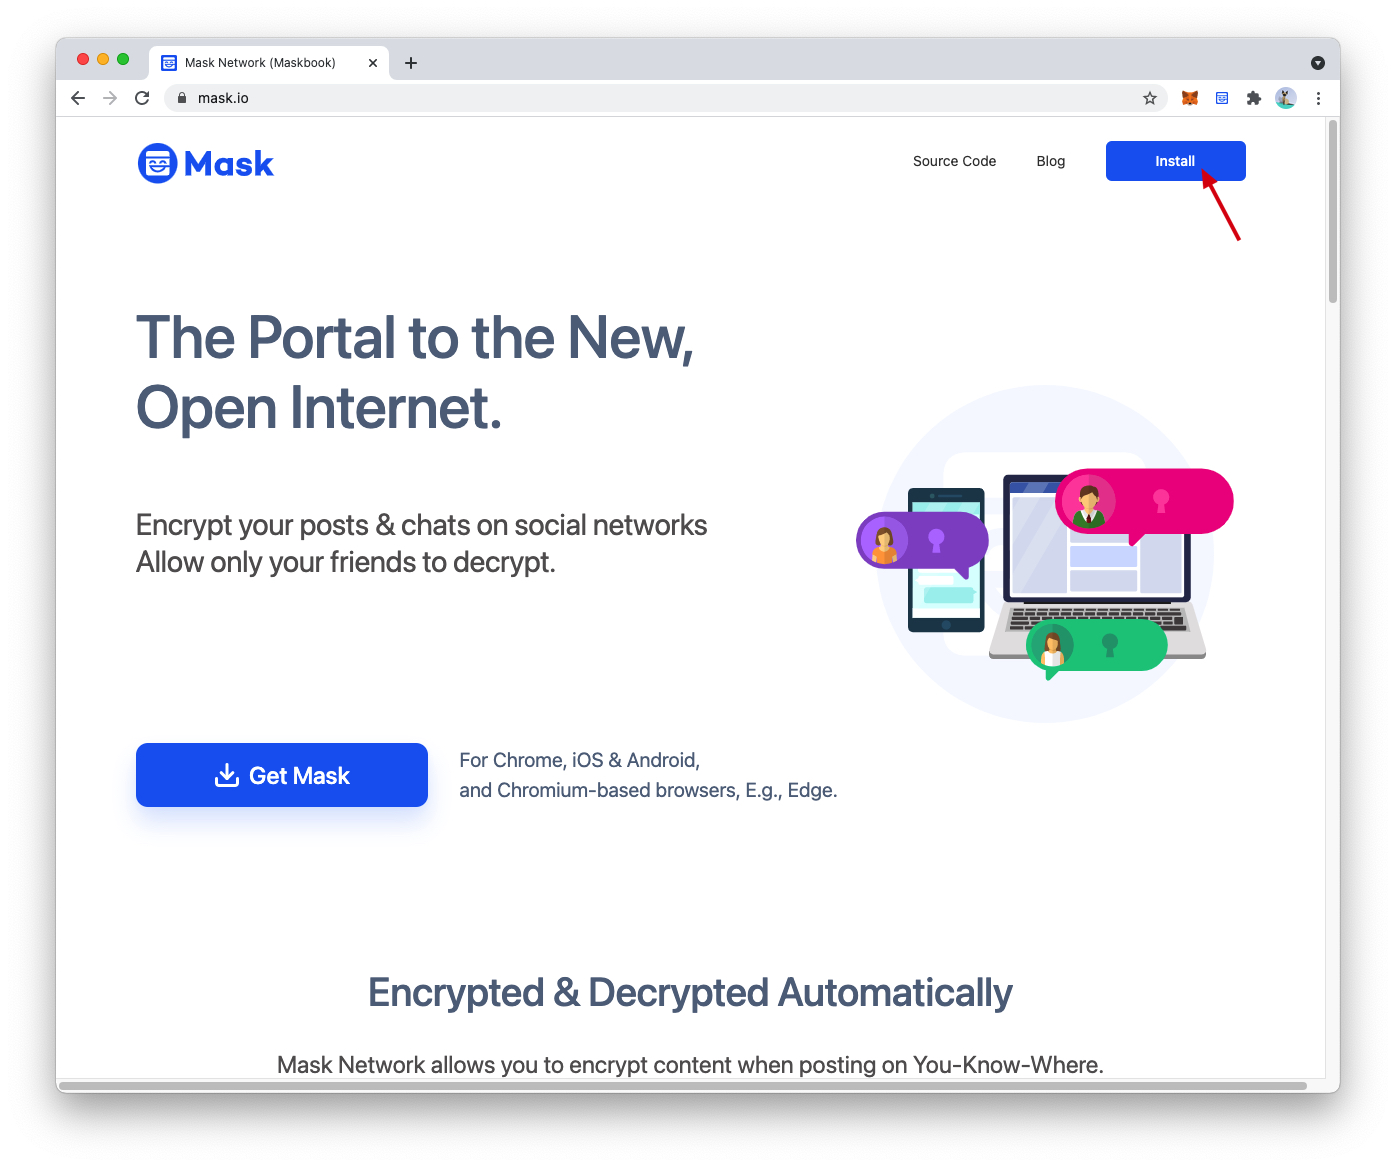 Mask Network (Maskbook)
mask.io
Mask
Source Code
Blog
Install
The Portal to the New,
Open Internet.
Encrypt your posts & chats on social networks
Allow only your friends to decrypt.
Get Mask
For Chrome, iOS & Android,
and Chromium-based browsers, E.g., Edge.
Encrypted & Decrypted Automatically
Mask Network allows you to encrypt content when posting on You-Know-Where.